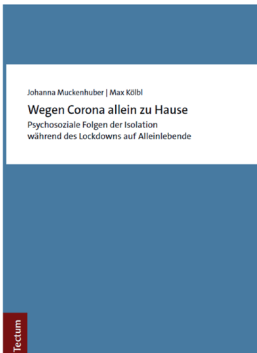 Johanna Muckenhuber | Max Kölbl
Wegen Corona allein zu Hause
Psychosoziale Folgen der Isolation
während des Lockdowns auf Alleinlebende
Tectum